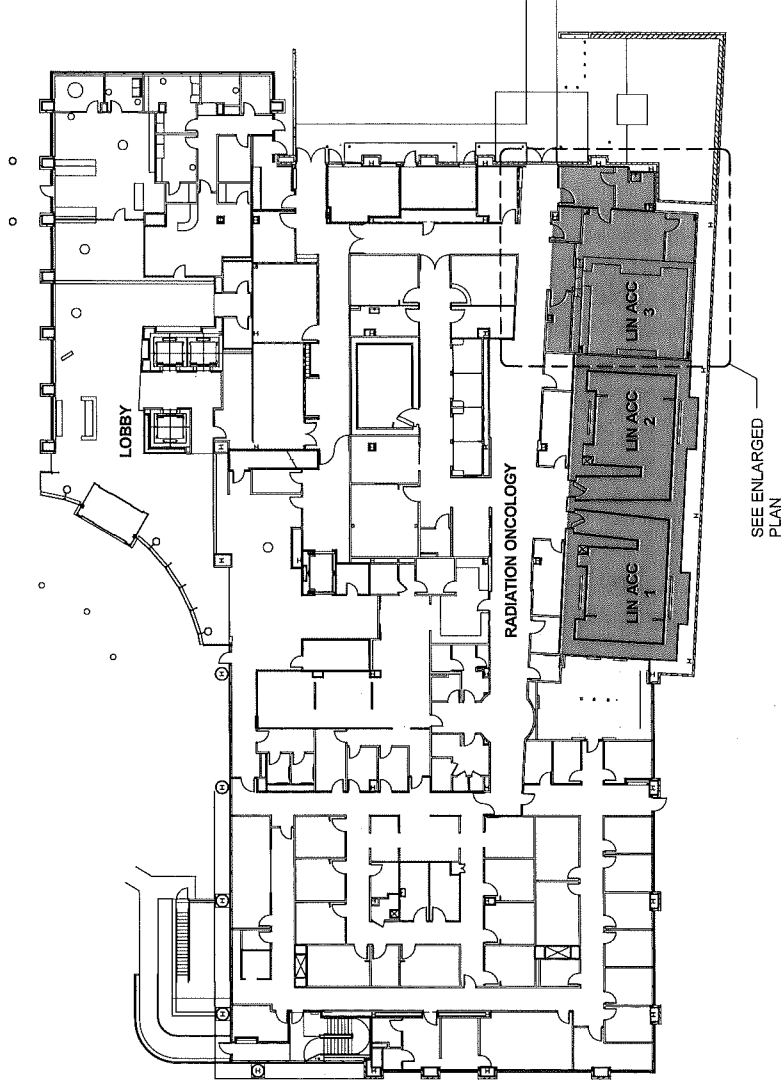 LOBBY
RADIATION ONCOLOGY
LIN ACC
3
LIN ACC
2
LIN ACC
1
SEE ENLARGED
PLAN